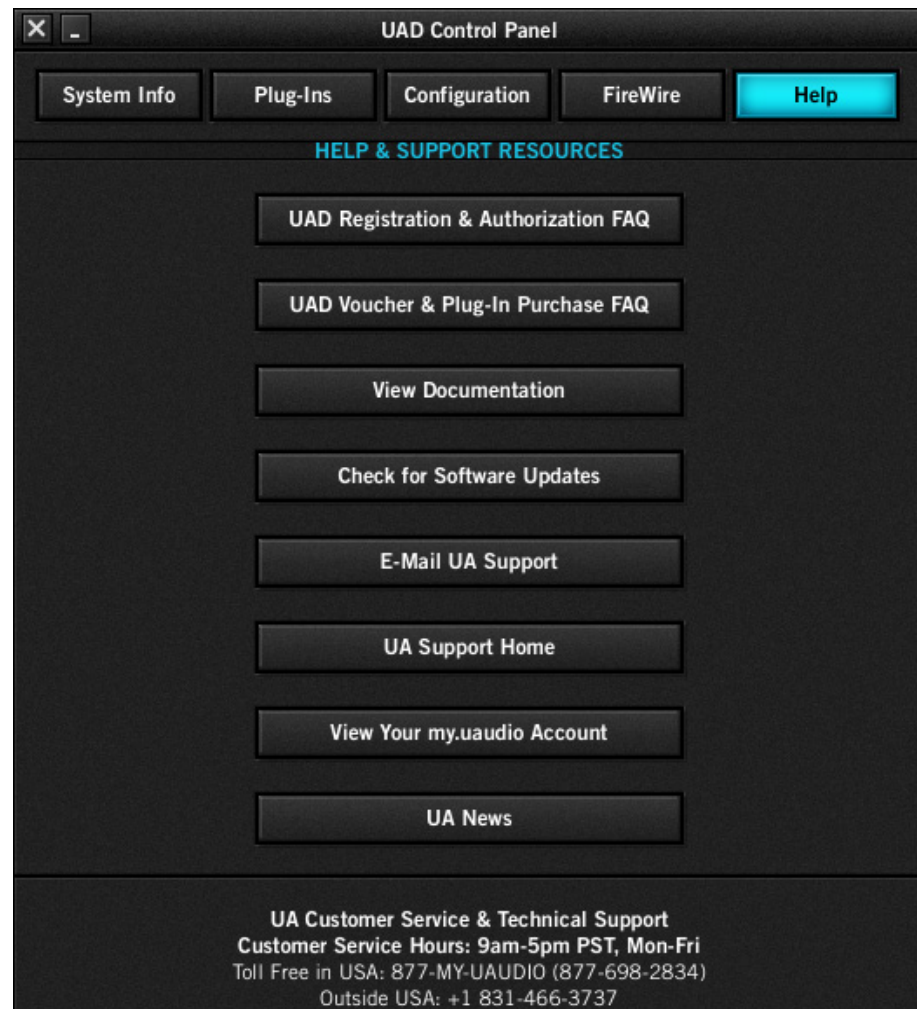 UAD Control Panel
System Info Plug-Ins Configuration FireWire Help
HELP & SUPPORT RESOURCES
UAD Registration & Authorization FAQ
UAD Voucher & Plug-In Purchase FAQ
View Documentation
Check for Software Updates
E-Mail UA Support
UA Support Home
View Your my.uaudio Account
UA News
UA Customer Service & Technical Support
Customer Service Hours: 9am-5pm PST, Mon-Fri
Toll Free in USA: 877-MY-UAUDIO (877-698-2834)
Outside USA: +1 831-466-3737